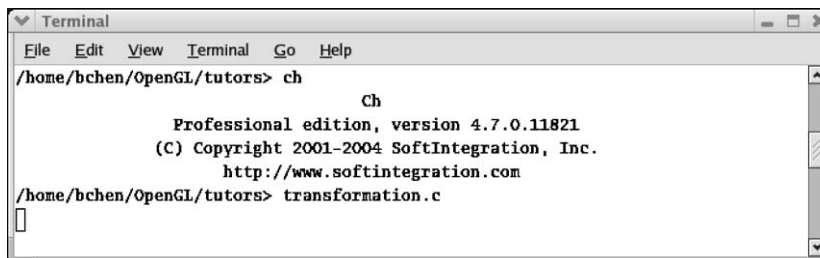 Terminal
File Edit View Terminal Go Help
/home/bchen/OpenGL/tutors> ch
Ch
Professional edition, version 4.7.0.11821
(C) Copyright 2001-2004 SoftIntegration, Inc.
http://www.softintegration.com
/home/bchen/OpenGL/tutors> transformation.c